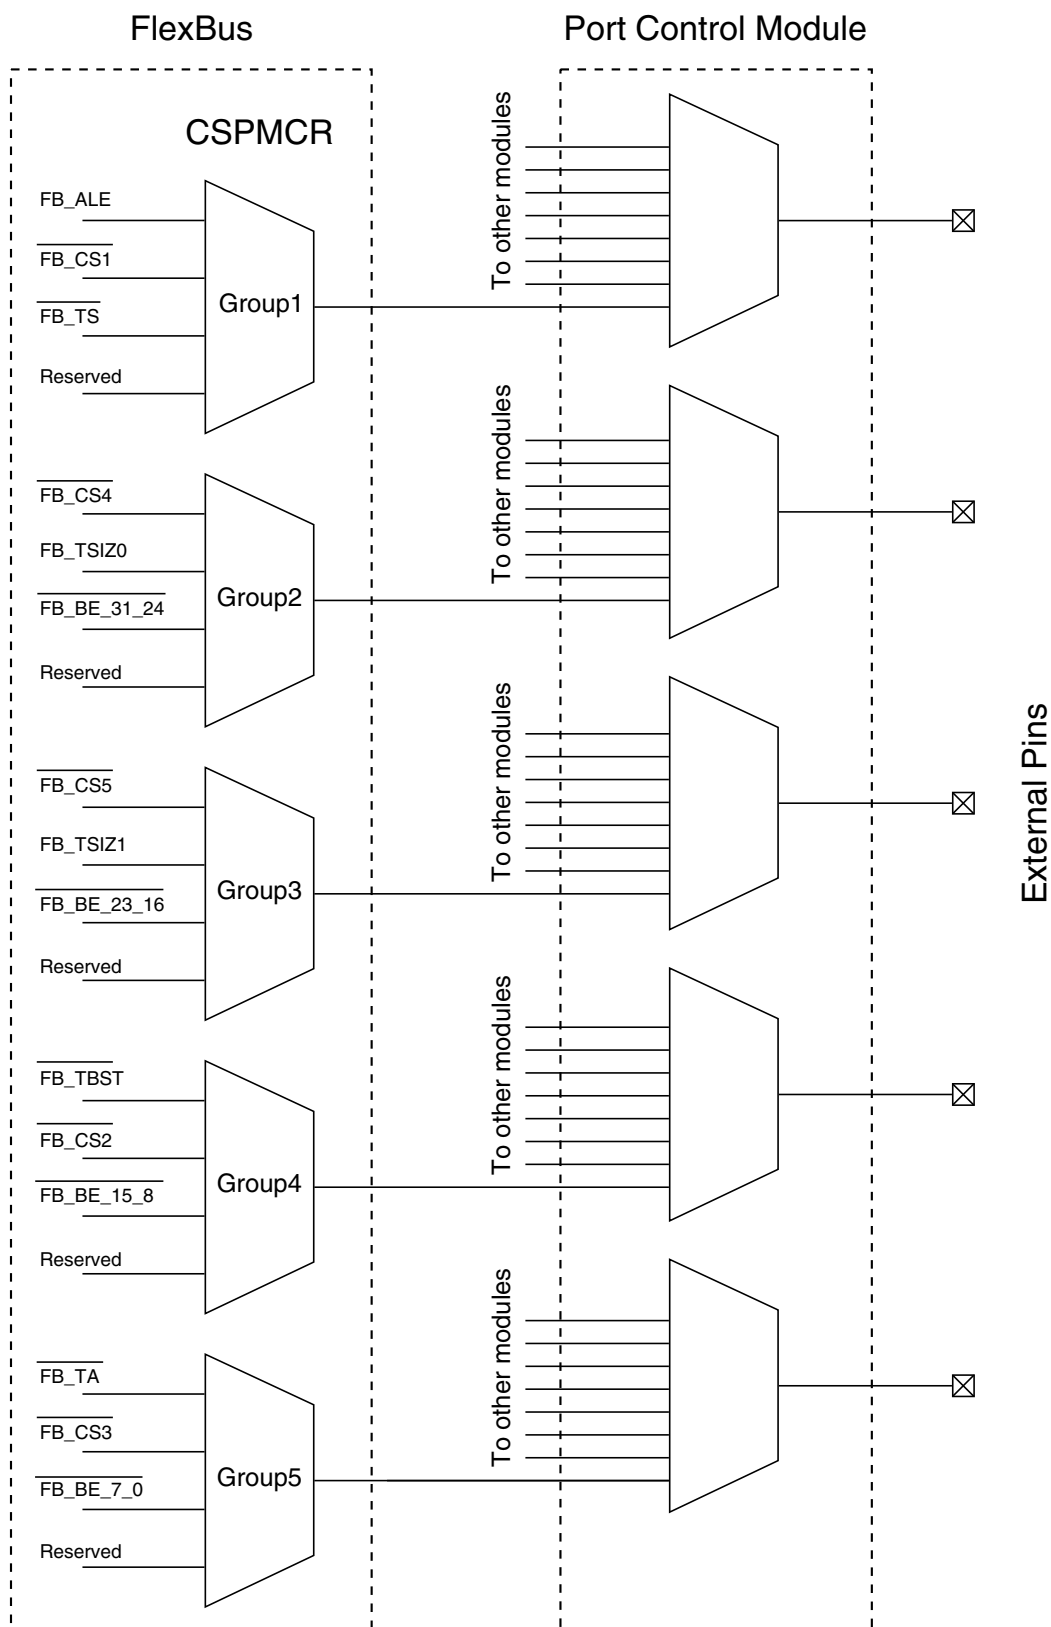 FlexBus
Port Control Module
CSPMCR
FB_ALE
FB_CS1
FB_TS
Reserved
Group1
To other modules
FB_CS4
FB_TSIZ0
FB_BE_31_24
Reserved
Group2
To other modules
FB_CS5
FB_TSIZ1
FB_BE_23_16
Reserved
Group3
To other modules
External Pins
FB_TBST
FB_CS2
FB_BE_15_8
Reserved
Group4
To other modules
FB_TA
FB_CS3
FB_BE_7_0
Reserved
Group5
To other modules